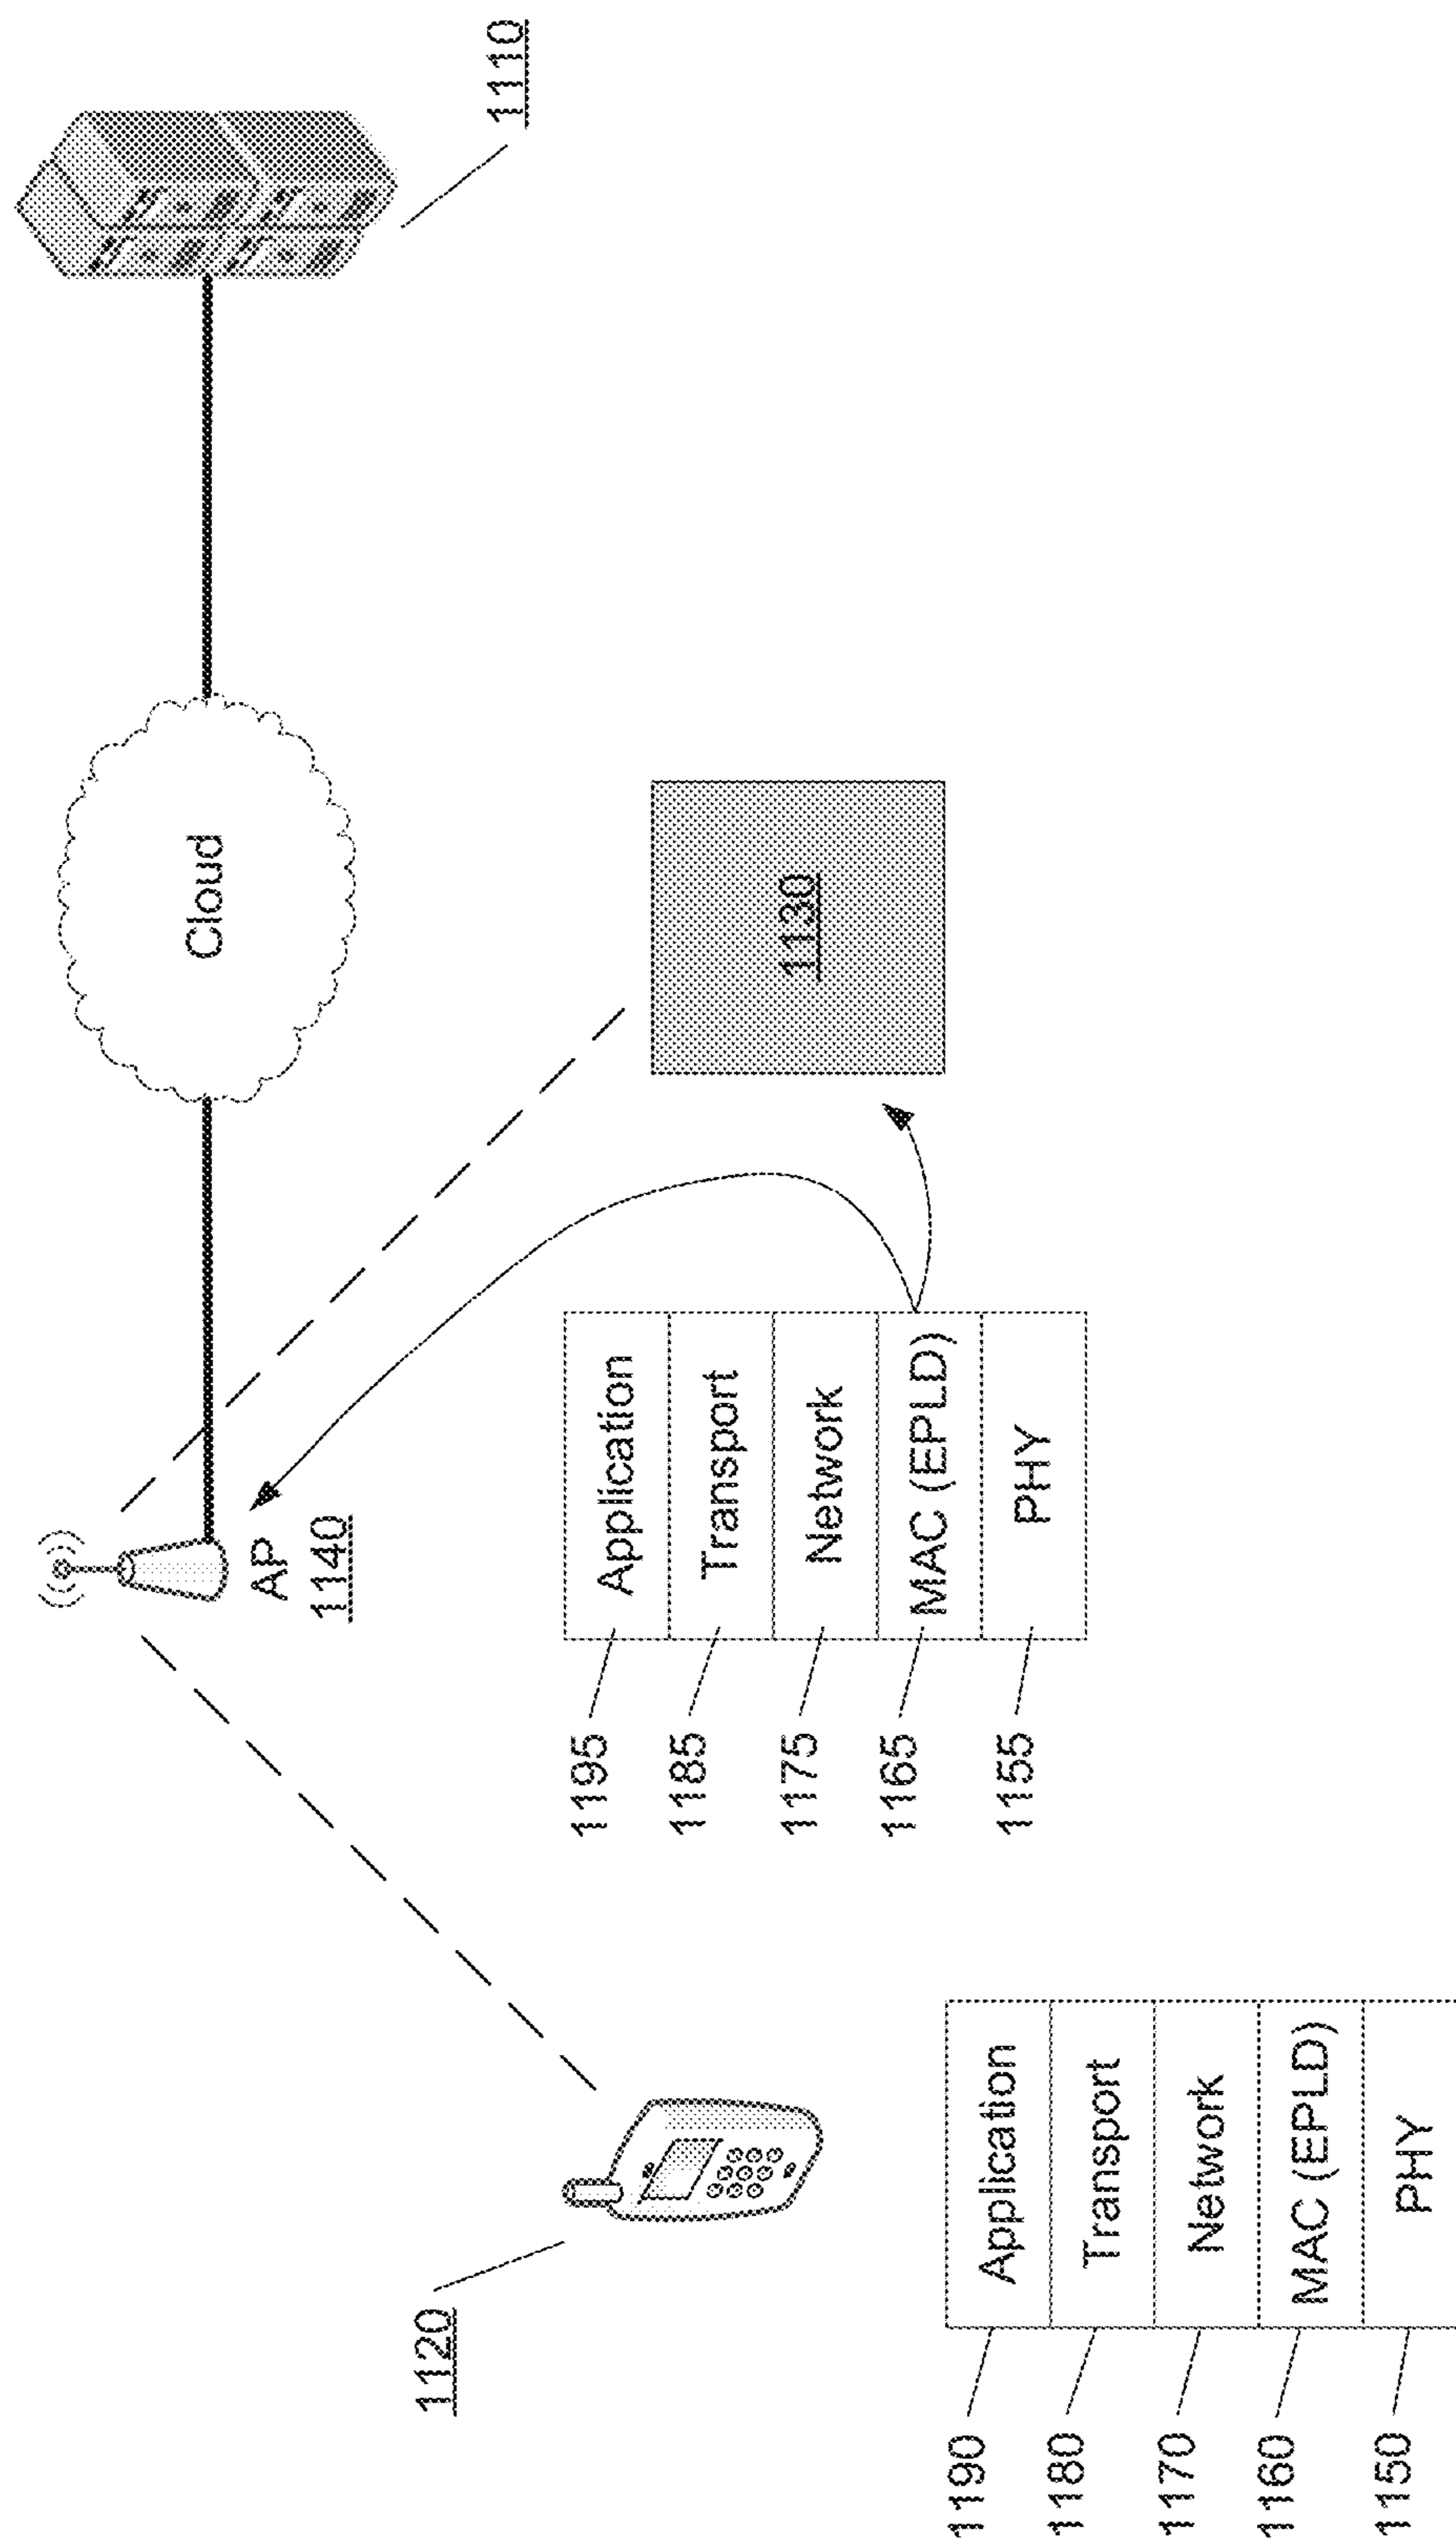 1110
Cloud
AP
1140
1130
1120
1195 Application
1185 Transport
1175 Network
1165 MAC (EPLD)
1155 PHY
1190 Application
1180 Transport
1170 Network
1160 MAC (EPLD)
1150 PHY